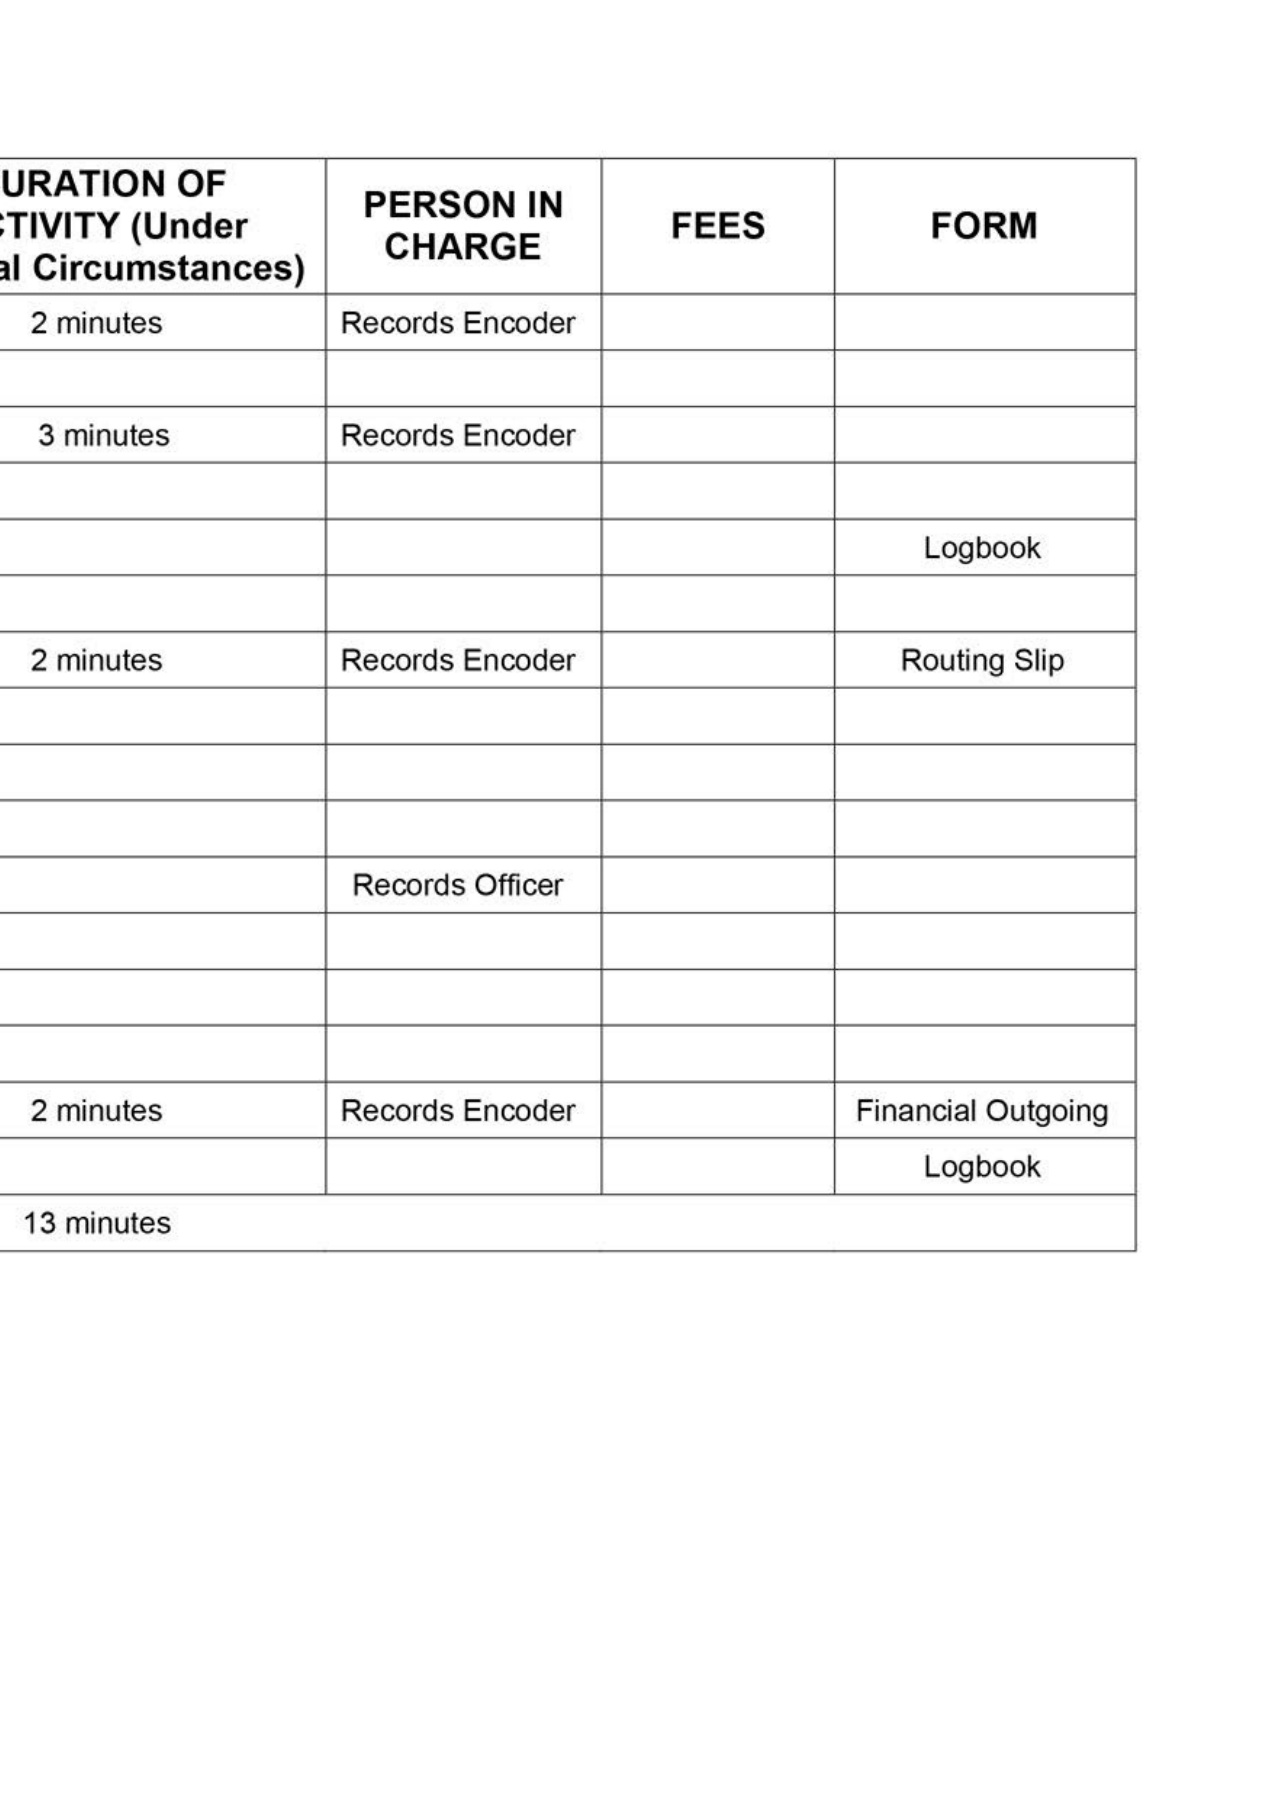 URATION OF
CTIVITY (Under
al Circumstances)
PERSON IN
CHARGE
FEES
FORM
2 minutes Records Encoder
3 minutes Records Encoder
Logbook
2 minutes Records Encoder Routing Slip
Records Officer
2 minutes Records Encoder Financial Outgoing
Logbook
13 minutes